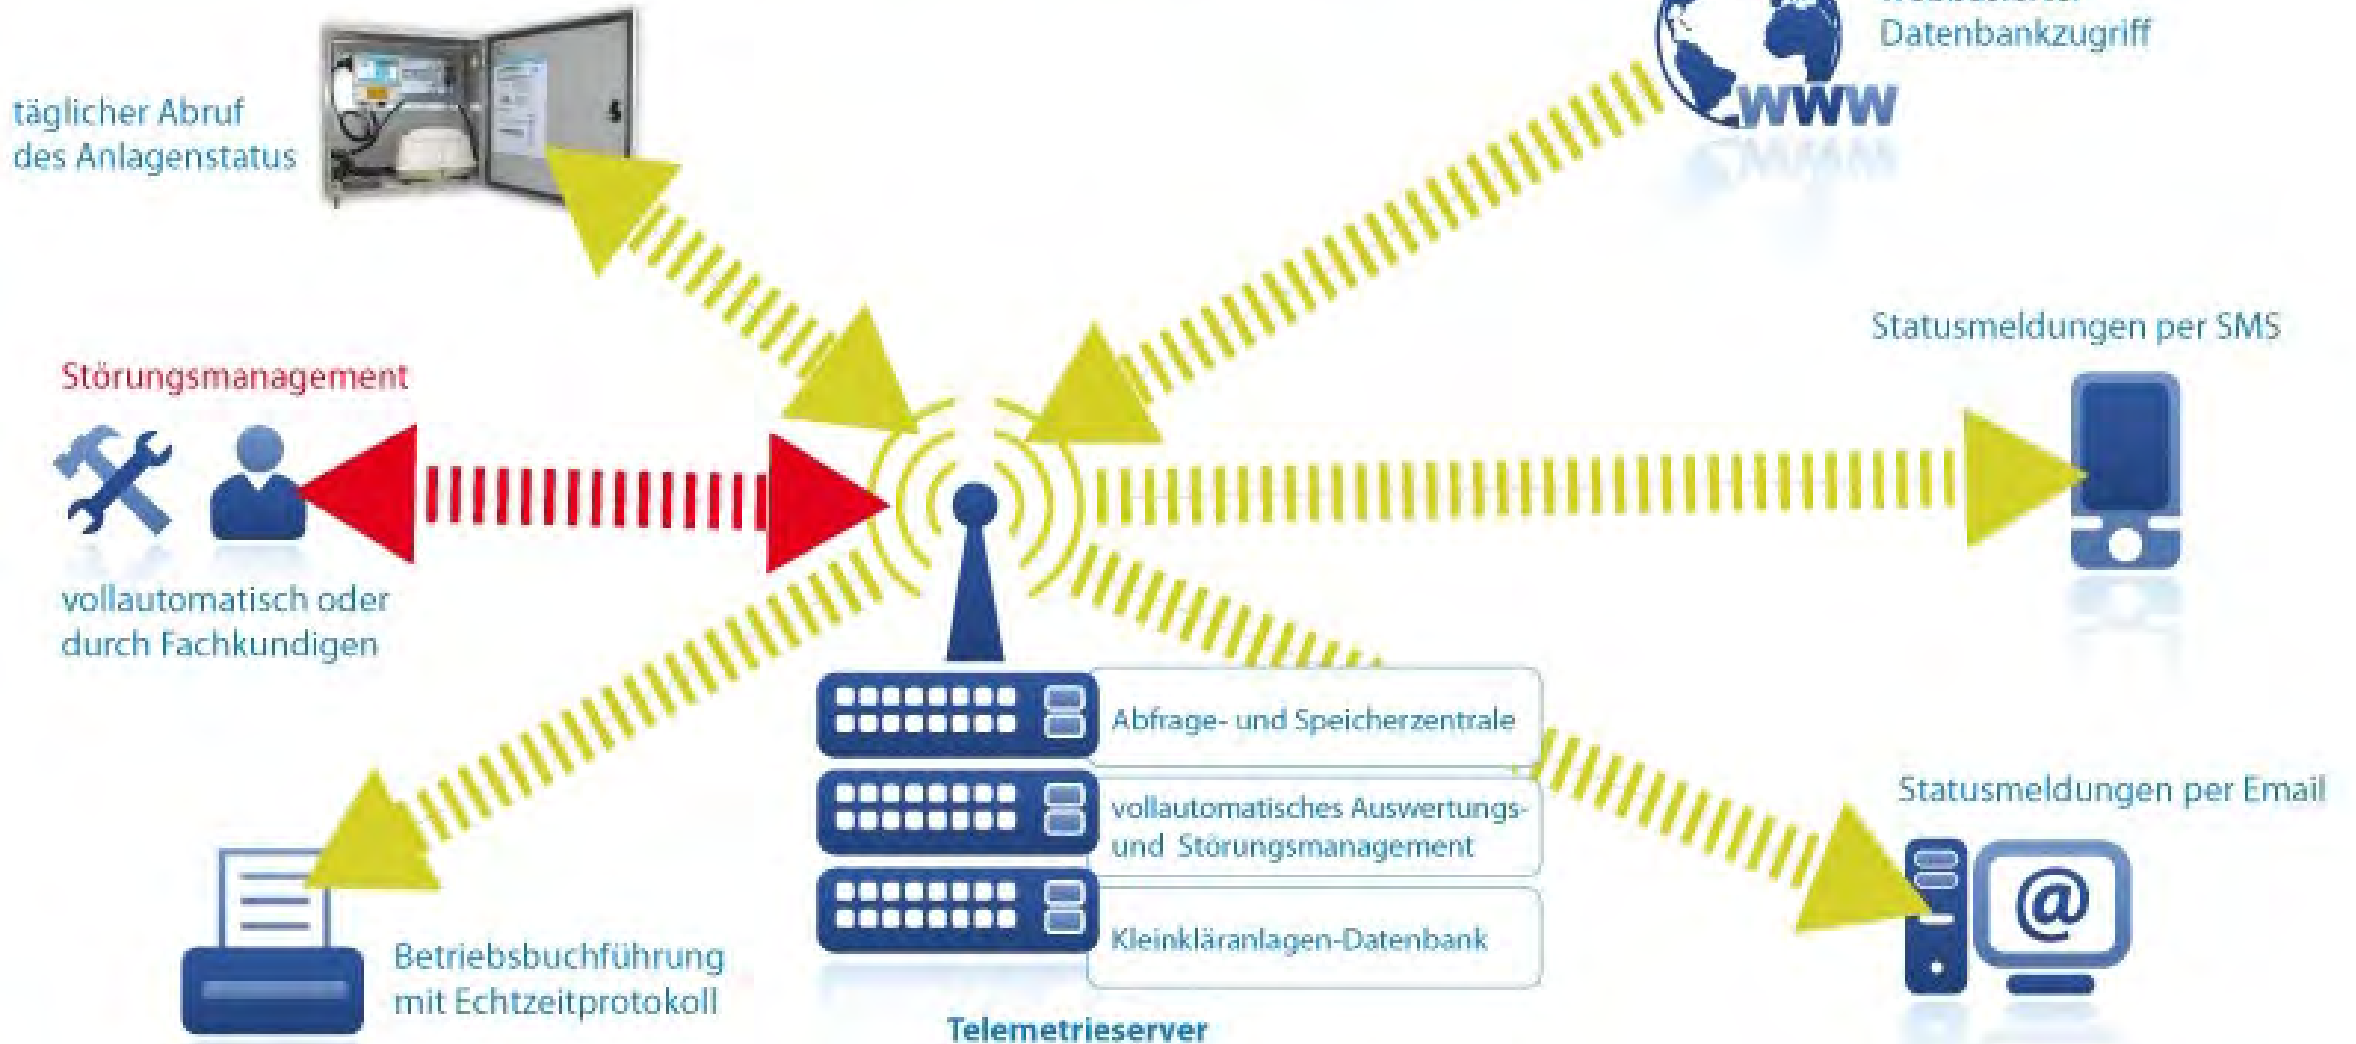 Datenbankzugriff
WWW
täglicher Abruf
des Anlagenstatus
Statusmeldungen per SMS
Störungsmanagement
vollautomatisch oder
durch Fachkundigen
Abfrage- und Speicherzentrale
vollautomatisches Auswertungs-
und Störungsmanagement
Kleinkläranlagen-Datenbank
Statusmeldungen per Email
@
Betriebsbuchführung
mit Echtzeitprotokoll
Telemetrieserver